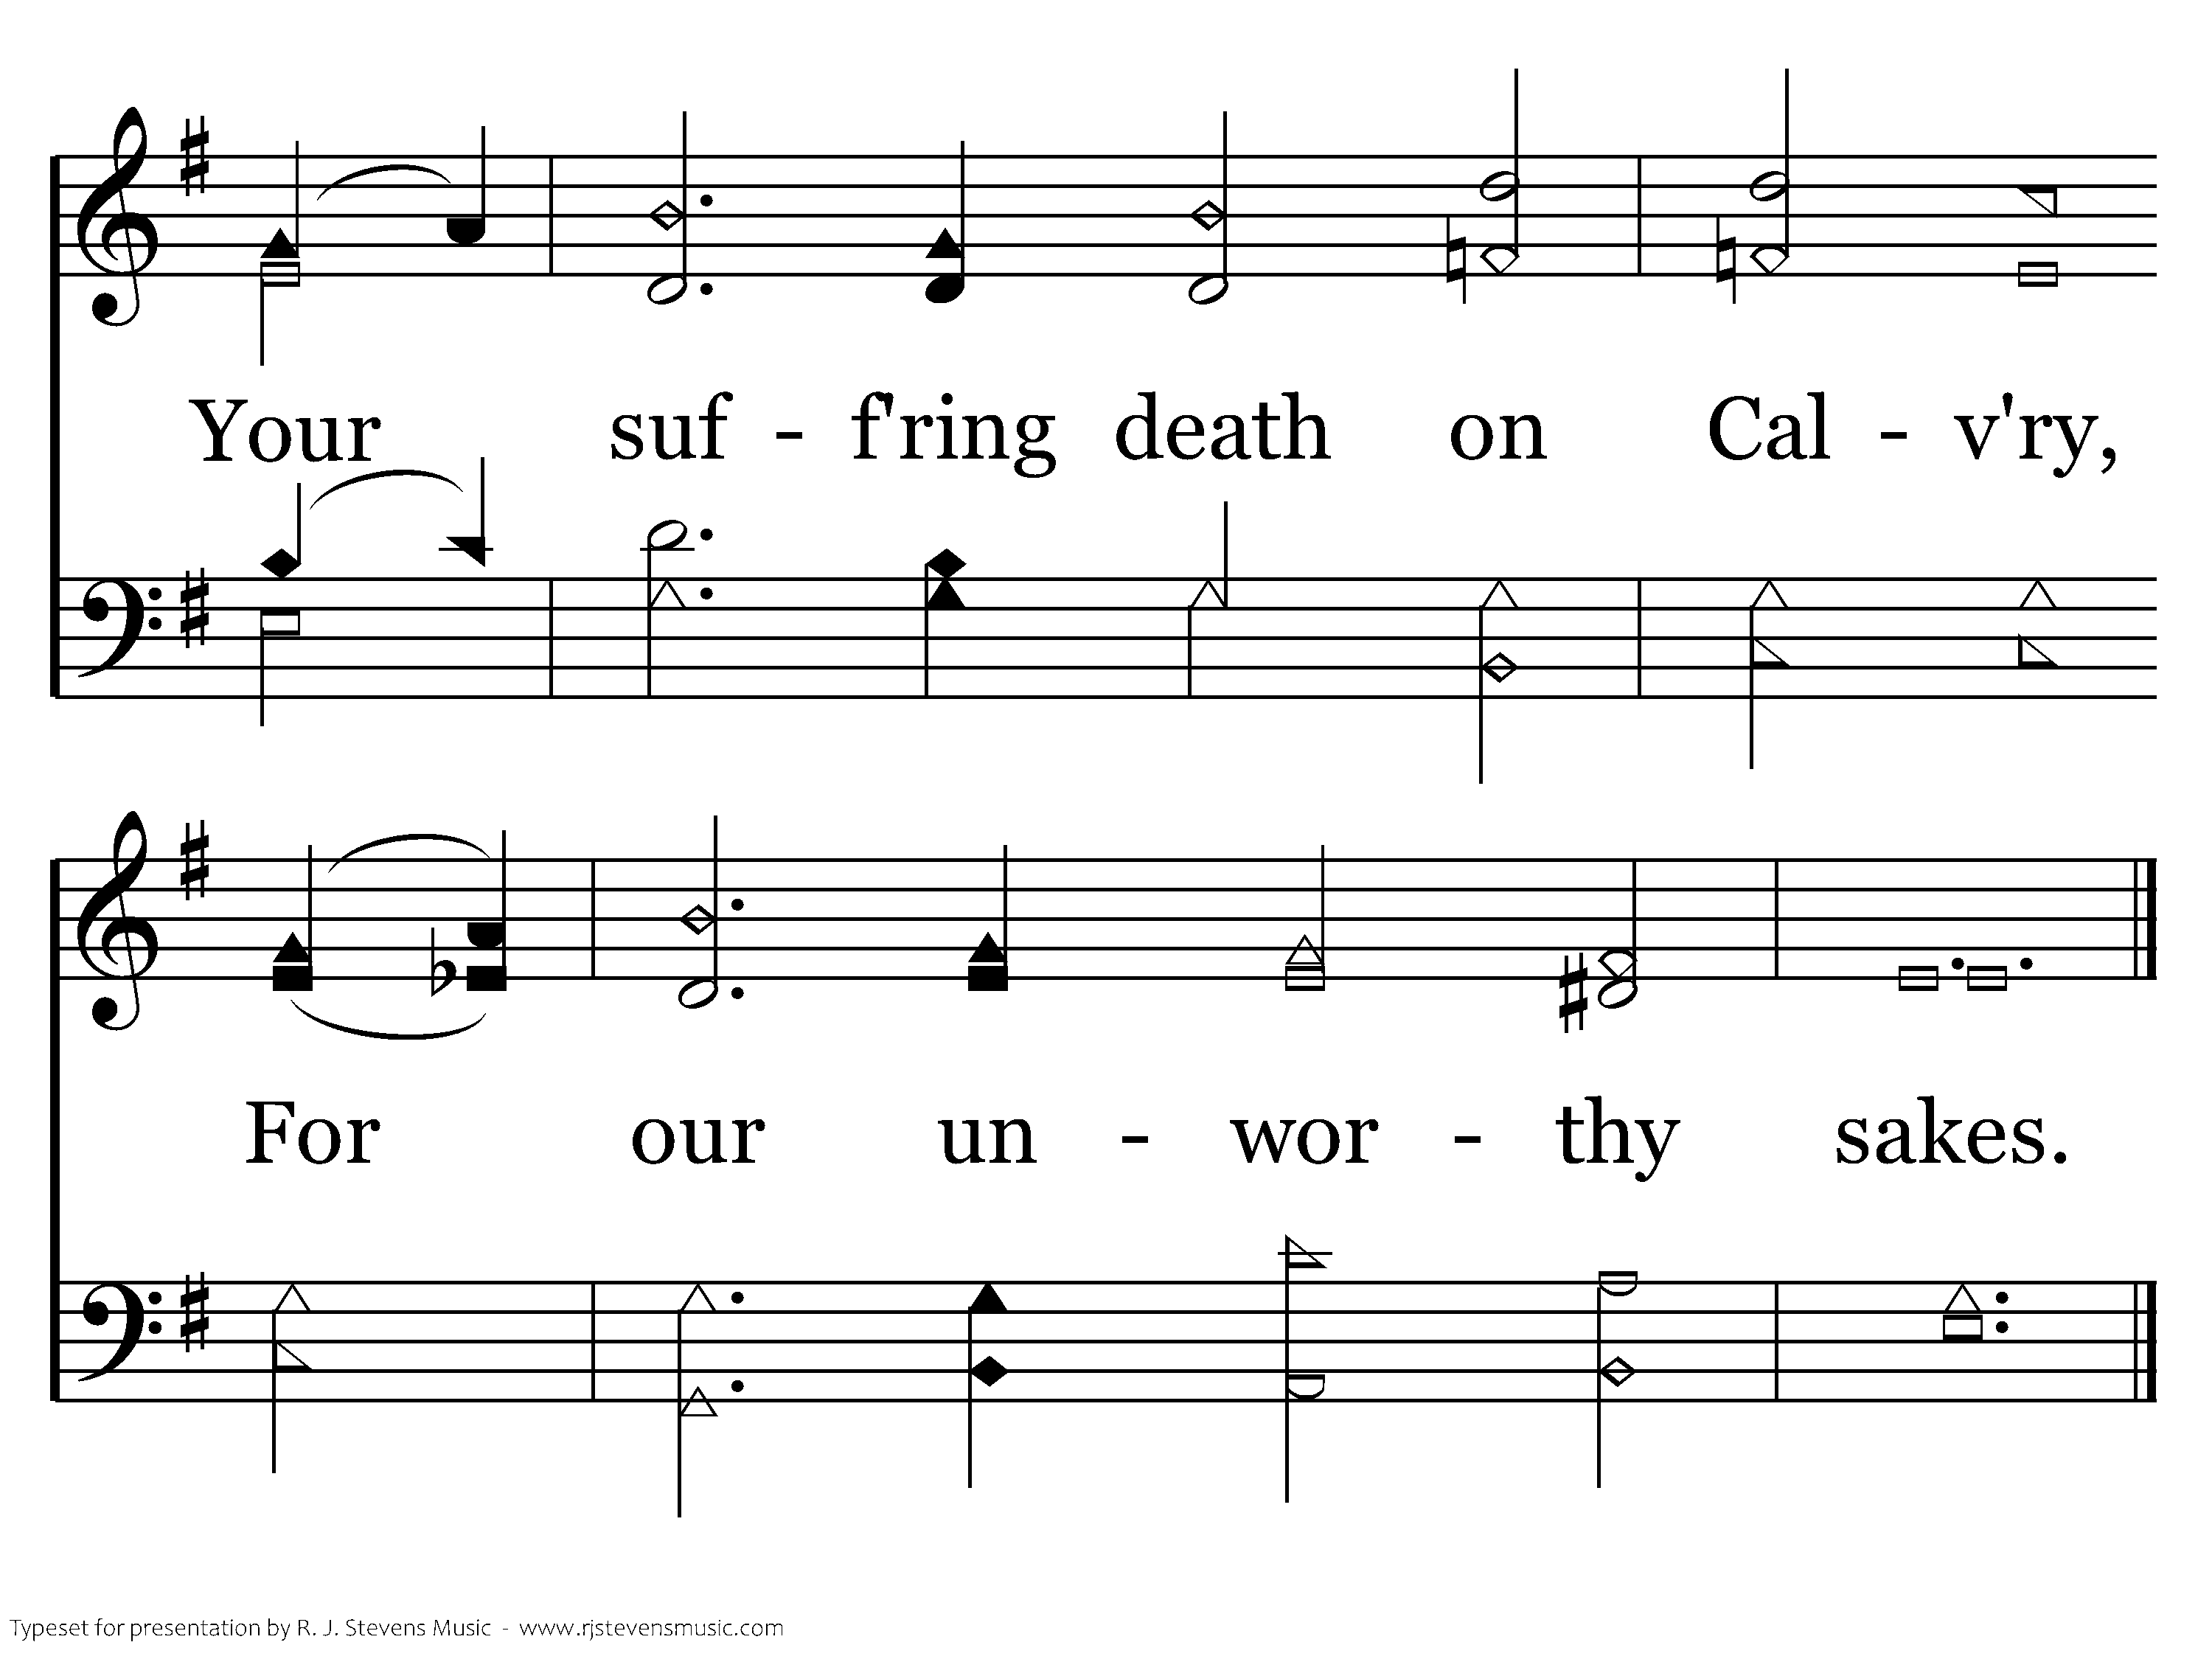 Your suf - f'ring death on Cal - v'ry,
For our un - wor - thy sakes.
Typeset for presentation by R. J. Stevens Music - www.rjstevensmusic.com